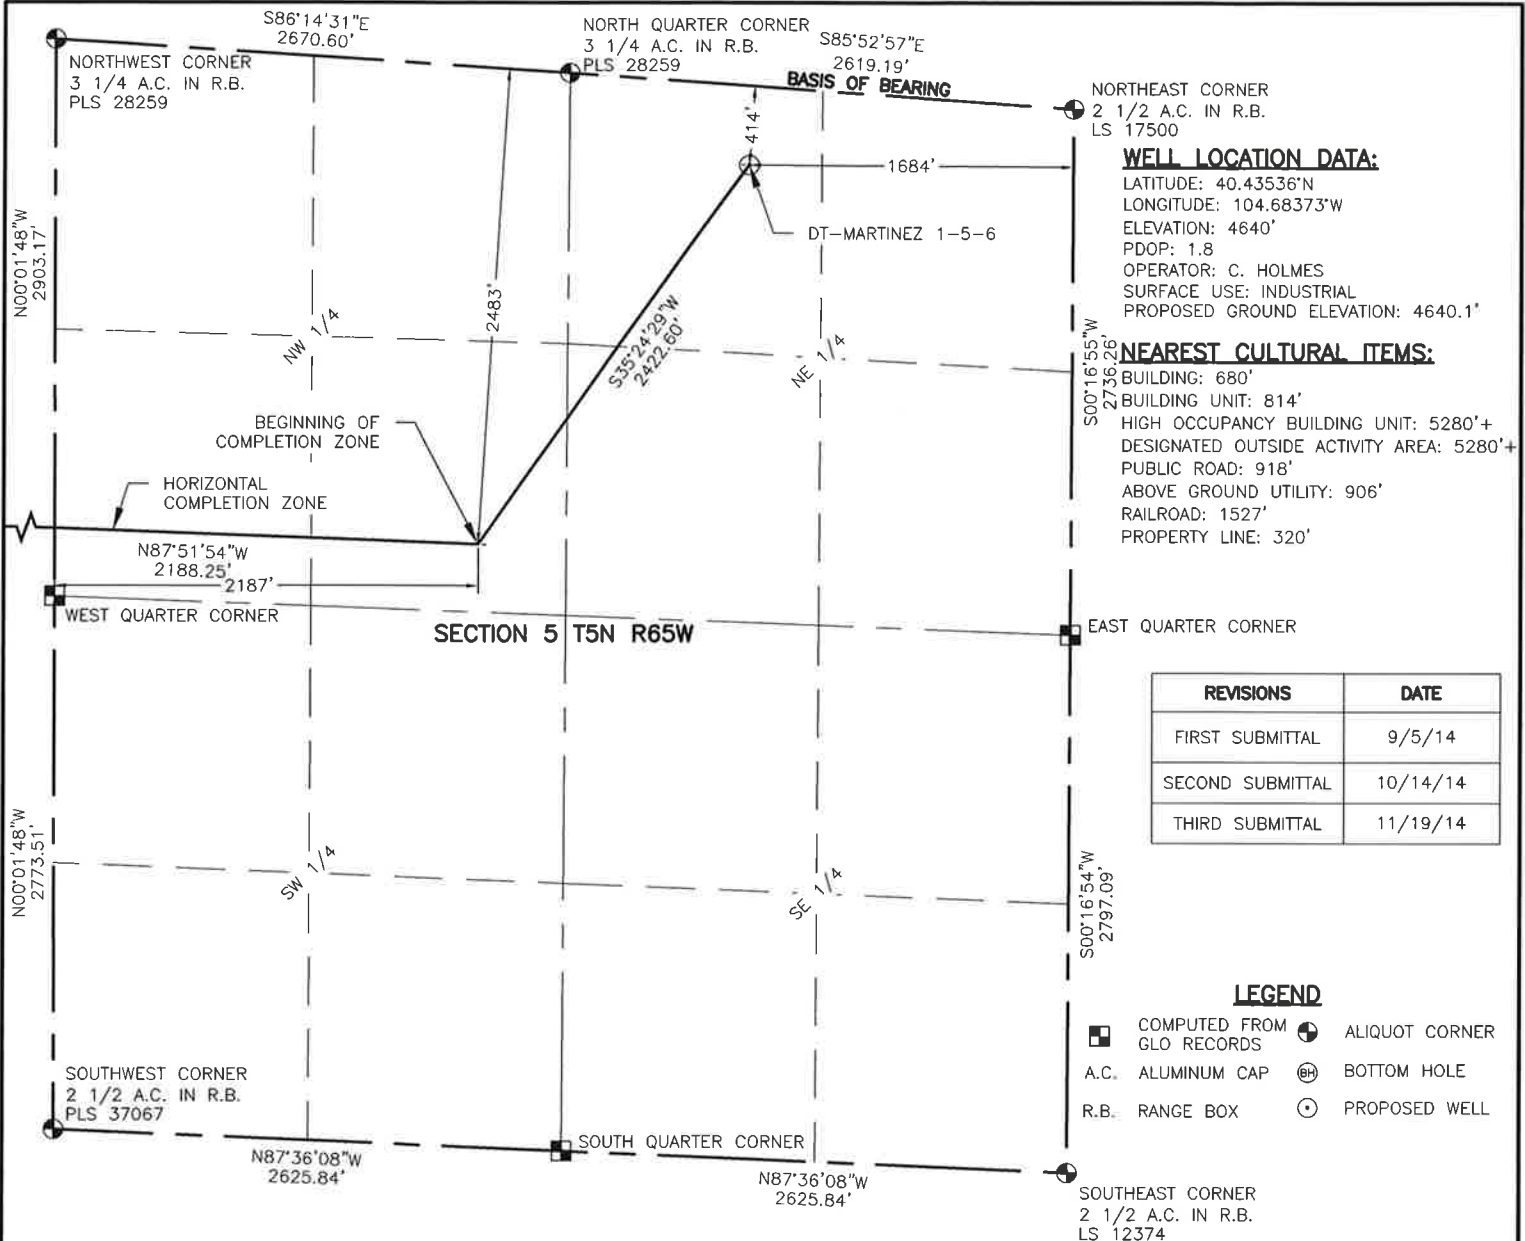 S86°14'31"E
2670.60'
NORTH QUARTER CORNER
3 1/4 A.C. IN R.B.
PLS 28259
S85°52'57"E
2619.19'
BASIS OF BEARING
NORTHWEST CORNER
3 1/4 A.C. IN R.B.
PLS 28259
NORTHEAST CORNER
2 1/2 A.C. IN R.B.
LS 17500
414'
1684'
DT-MARTINEZ 1-5-6
WELL LOCATION DATA:
LATITUDE: 40.43536°N
LONGITUDE: 104.68373°W
ELEVATION: 4640'
PDOP: 1.8
OPERATOR: C. HOLMES
SURFACE USE: INDUSTRIAL
PROPOSED GROUND ELEVATION: 4640.1'
N00°01'48"W
2903.17'
2483'
NW 1/4
S35°24'29"W
2422.60'
NE 1/4
S00°16'55"W
2736.26'
NEAREST CULTURAL ITEMS:
BUILDING: 680'
BUILDING UNIT: 814'
HIGH OCCUPANCY BUILDING UNIT: 5280'+
DESIGNATED OUTSIDE ACTIVITY AREA: 5280'+
PUBLIC ROAD: 918'
ABOVE GROUND UTILITY: 906'
RAILROAD: 1527'
PROPERTY LINE: 320'
BEGINNING OF
COMPLETION ZONE
HORIZONTAL
COMPLETION ZONE
N87°51'54"W
2188.25'
2187'
WEST QUARTER CORNER
SECTION 5 T5N R65W
EAST QUARTER CORNER
REVISIONS DATE
FIRST SUBMITTAL 9/5/14
SECOND SUBMITTAL 10/14/14
THIRD SUBMITTAL 11/19/14
N00°01'48"W
2773.51'
SW 1/4
SE 1/4
S00°16'54"W
2797.09'
LEGEND
COMPUTED FROM
GLO RECORDS
ALIQUOT CORNER
A.C. ALUMINUM CAP
BH BOTTOM HOLE
R.B. RANGE BOX
PROPOSED WELL
SOUTHWEST CORNER
2 1/2 A.C. IN R.B.
PLS 37067
SOUTH QUARTER CORNER
N87°36'08"W
2625.84'
N87°36'08"W
2625.84'
SOUTHEAST CORNER
2 1/2 A.C. IN R.B.
LS 12374